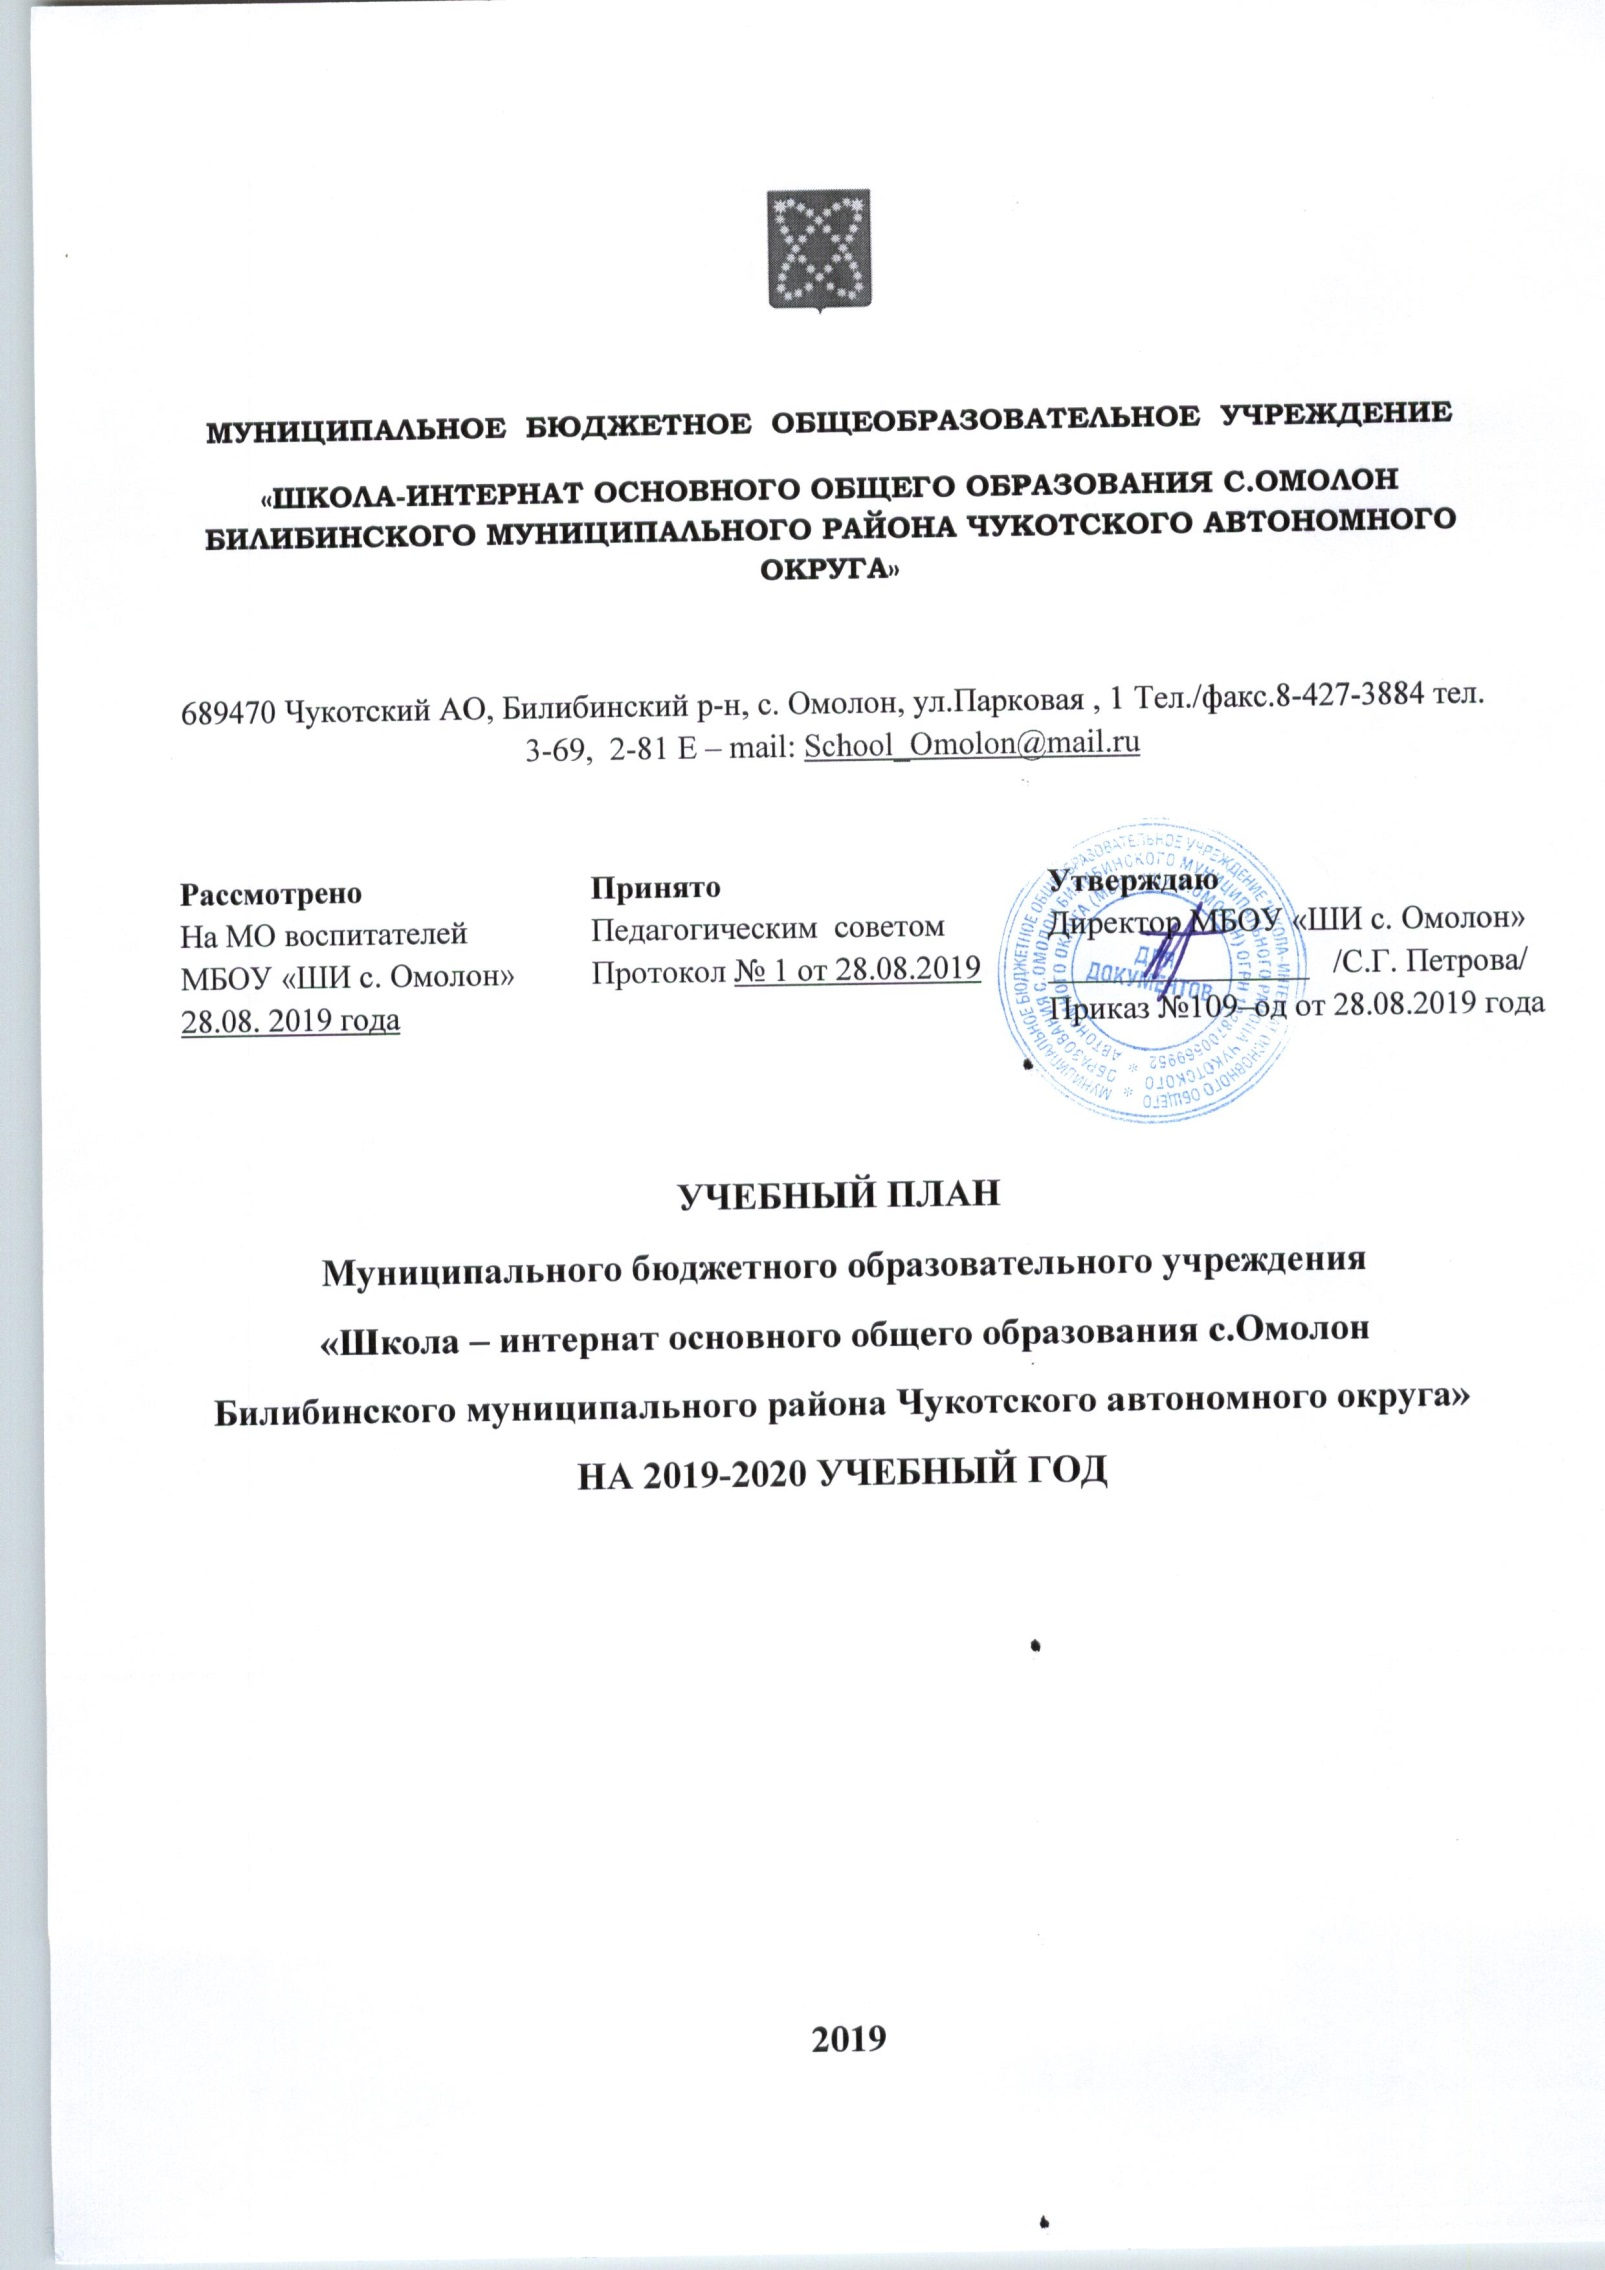 МУНИЦИПАЛЬНОЕ БЮДЖЕТНОЕ ОБЩЕОБРАЗОВАТЕЛЬНОЕ УЧРЕЖДЕНИЕ
«ШКОЛА-ИНТЕРНАТ ОСНОВНОГО ОБЩЕГО ОБРАЗОВАНИЯ С.ОМОЛОН
БИЛИБИНСКОГО МУНИЦИПАЛЬНОГО РАЙОНА ЧУКОТСКОГО АВТОНОМНОГО
ОКРУГА»
689470 Чукотский АО, Билибинский р-н, с. Омолон, ул.Парковая , 1 Тел./факс.8-427-3884 тел.
3-69, 2-81 E – mail: School_Omolon@mail.ru
Рассмотрено
На МО воспитателей
МБОУ «ШИ с. Омолон»
28.08. 2019 года
Принято
Педагогическим советом
Протокол № 1 от 28.08.2019
Утверждаю
Директор МБОУ «ШИ с. Омолон»
/С.Г. Петрова/
Приказ №109–од от 28.08.2019 года
ДЛЯ
ДОКУМЕНТОВ
УЧЕБНЫЙ ПЛАН
Муниципального бюджетного образовательного учреждения
«Школа – интернат основного общего образования с.Омолон
Билибинского муниципального района Чукотского автономного округа»
НА 2019-2020 УЧЕБНЫЙ ГОД
2019